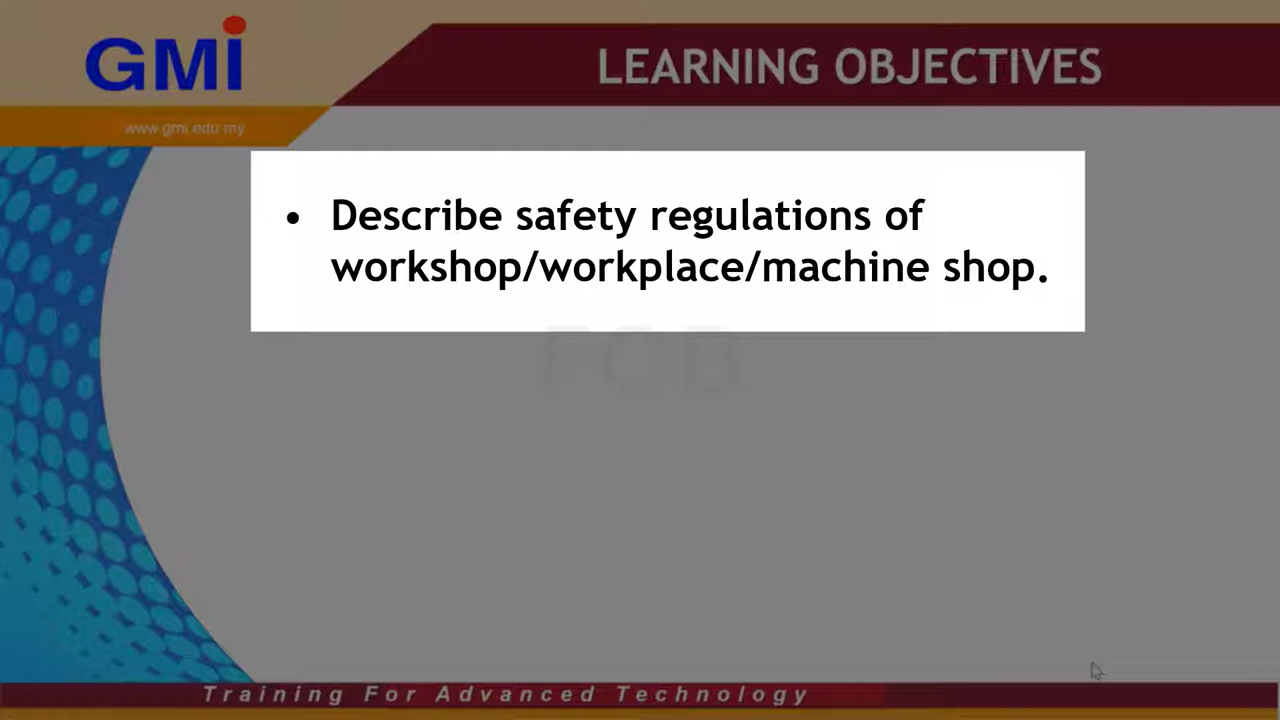 GMi
LEARNING OBJECTIVES
www.gmi.edu.my
• Describe safety regulations of
workshop/workplace/machine shop.
FOB
Training For Advanced Technology